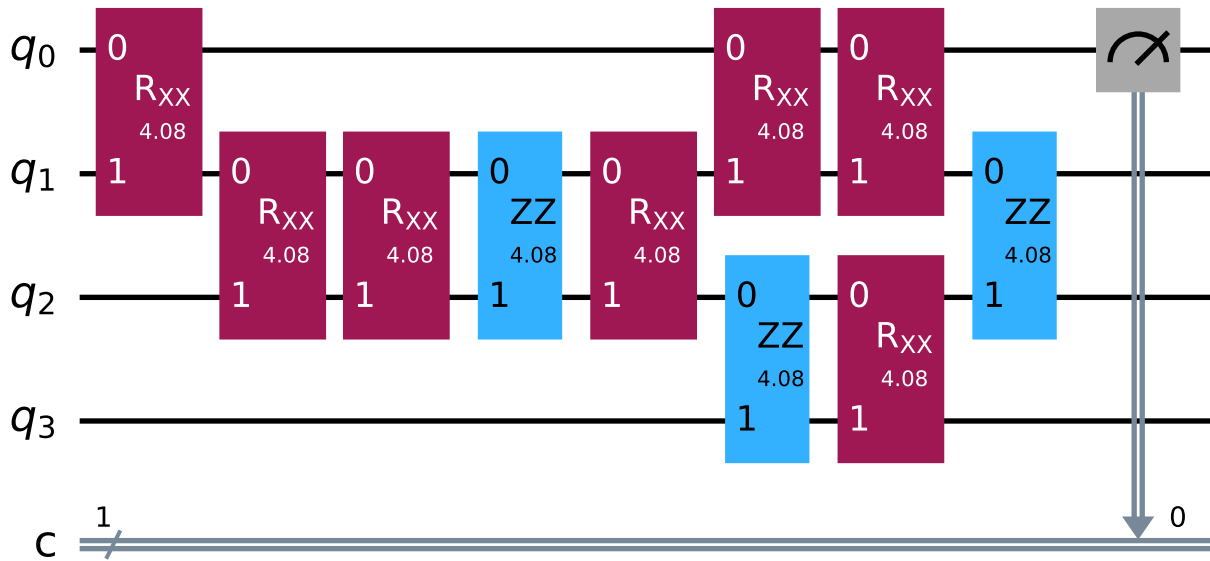 q0 0 0 0
RXX RXX RXX
4.08 4.08 4.08
q1 1 0 0 0 0 1 1 0
RXX RXX ZZ RXX ZZ
4.08 4.08 4.08 4.08 4.08
q2 1 1 1 1 0 0 1
ZZ RXX
4.08 4.08
q3 1 1
1 0
c